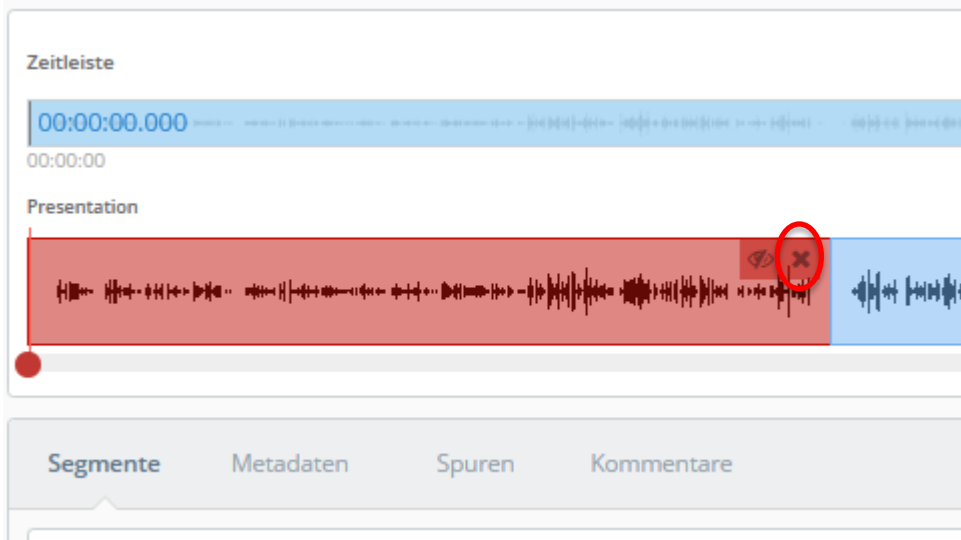 Zeitleiste
00:00:00.000
00:00:00
Presentation
Segmente Metadaten Spuren Kommentare